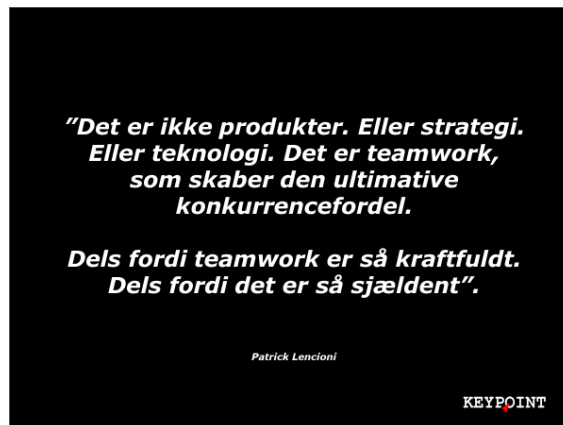 ”Det er ikke produkter. Eller strategi.
Eller teknologi. Det er teamwork,
som skaber den ultimative
konkurrencefordel.
Dels fordi teamwork er så kraftfuldt.
Dels fordi det er så sjældent”.
Patrick Lencioni
KEYPOINT